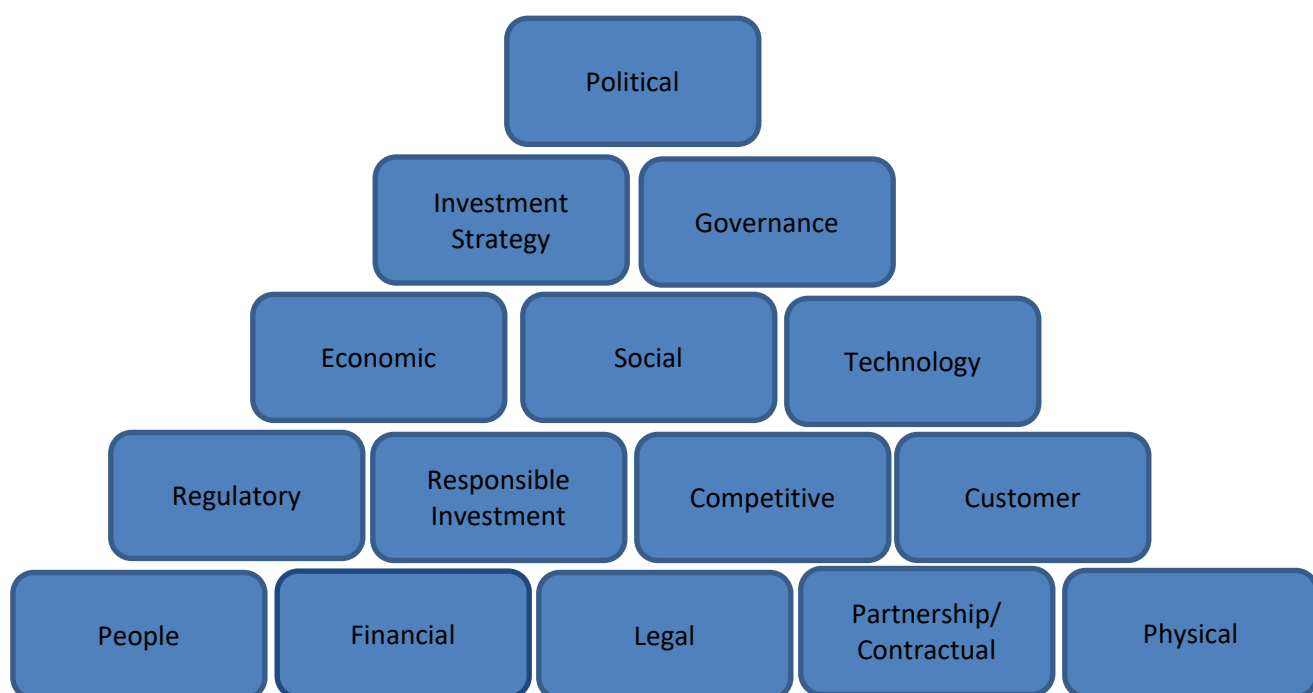 Political
Investment
Strategy
Governance
Economic
Social
Technology
Regulatory
Responsible
Investment
Competitive
Customer
People
Financial
Legal
Partnership/
Contractual
Physical